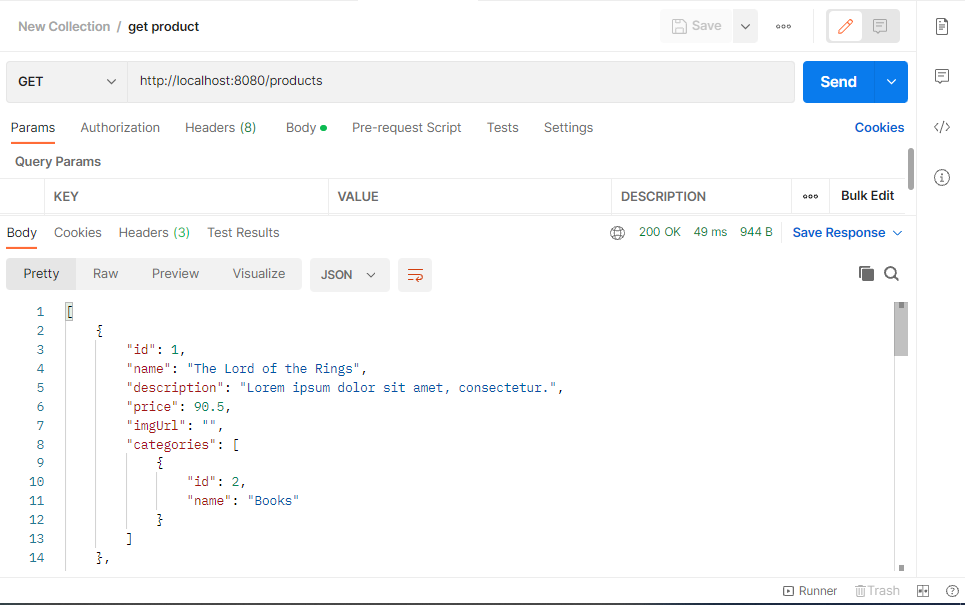 New Collection / get product
Save
GET
http://localhost:8080/products
Send
Params Authorization Headers (8) Body Pre-request Script Tests Settings Cookies
Query Params
KEY VALUE DESCRIPTION Bulk Edit
Body Cookies Headers (3) Test Results 200 OK 49 ms 944 B Save Response
Pretty Raw Preview Visualize JSON
1 [
2 {
3 "id": 1,
4 "name": "The Lord of the Rings",
5 "description": "Lorem ipsum dolor sit amet, consectetur.",
6 "price": 90.5,
7 "imgUrl": "",
8 "categories": [
9 {
10 "id": 2,
11 "name": "Books"
12 }
13 ]
14 },
Runner Trash